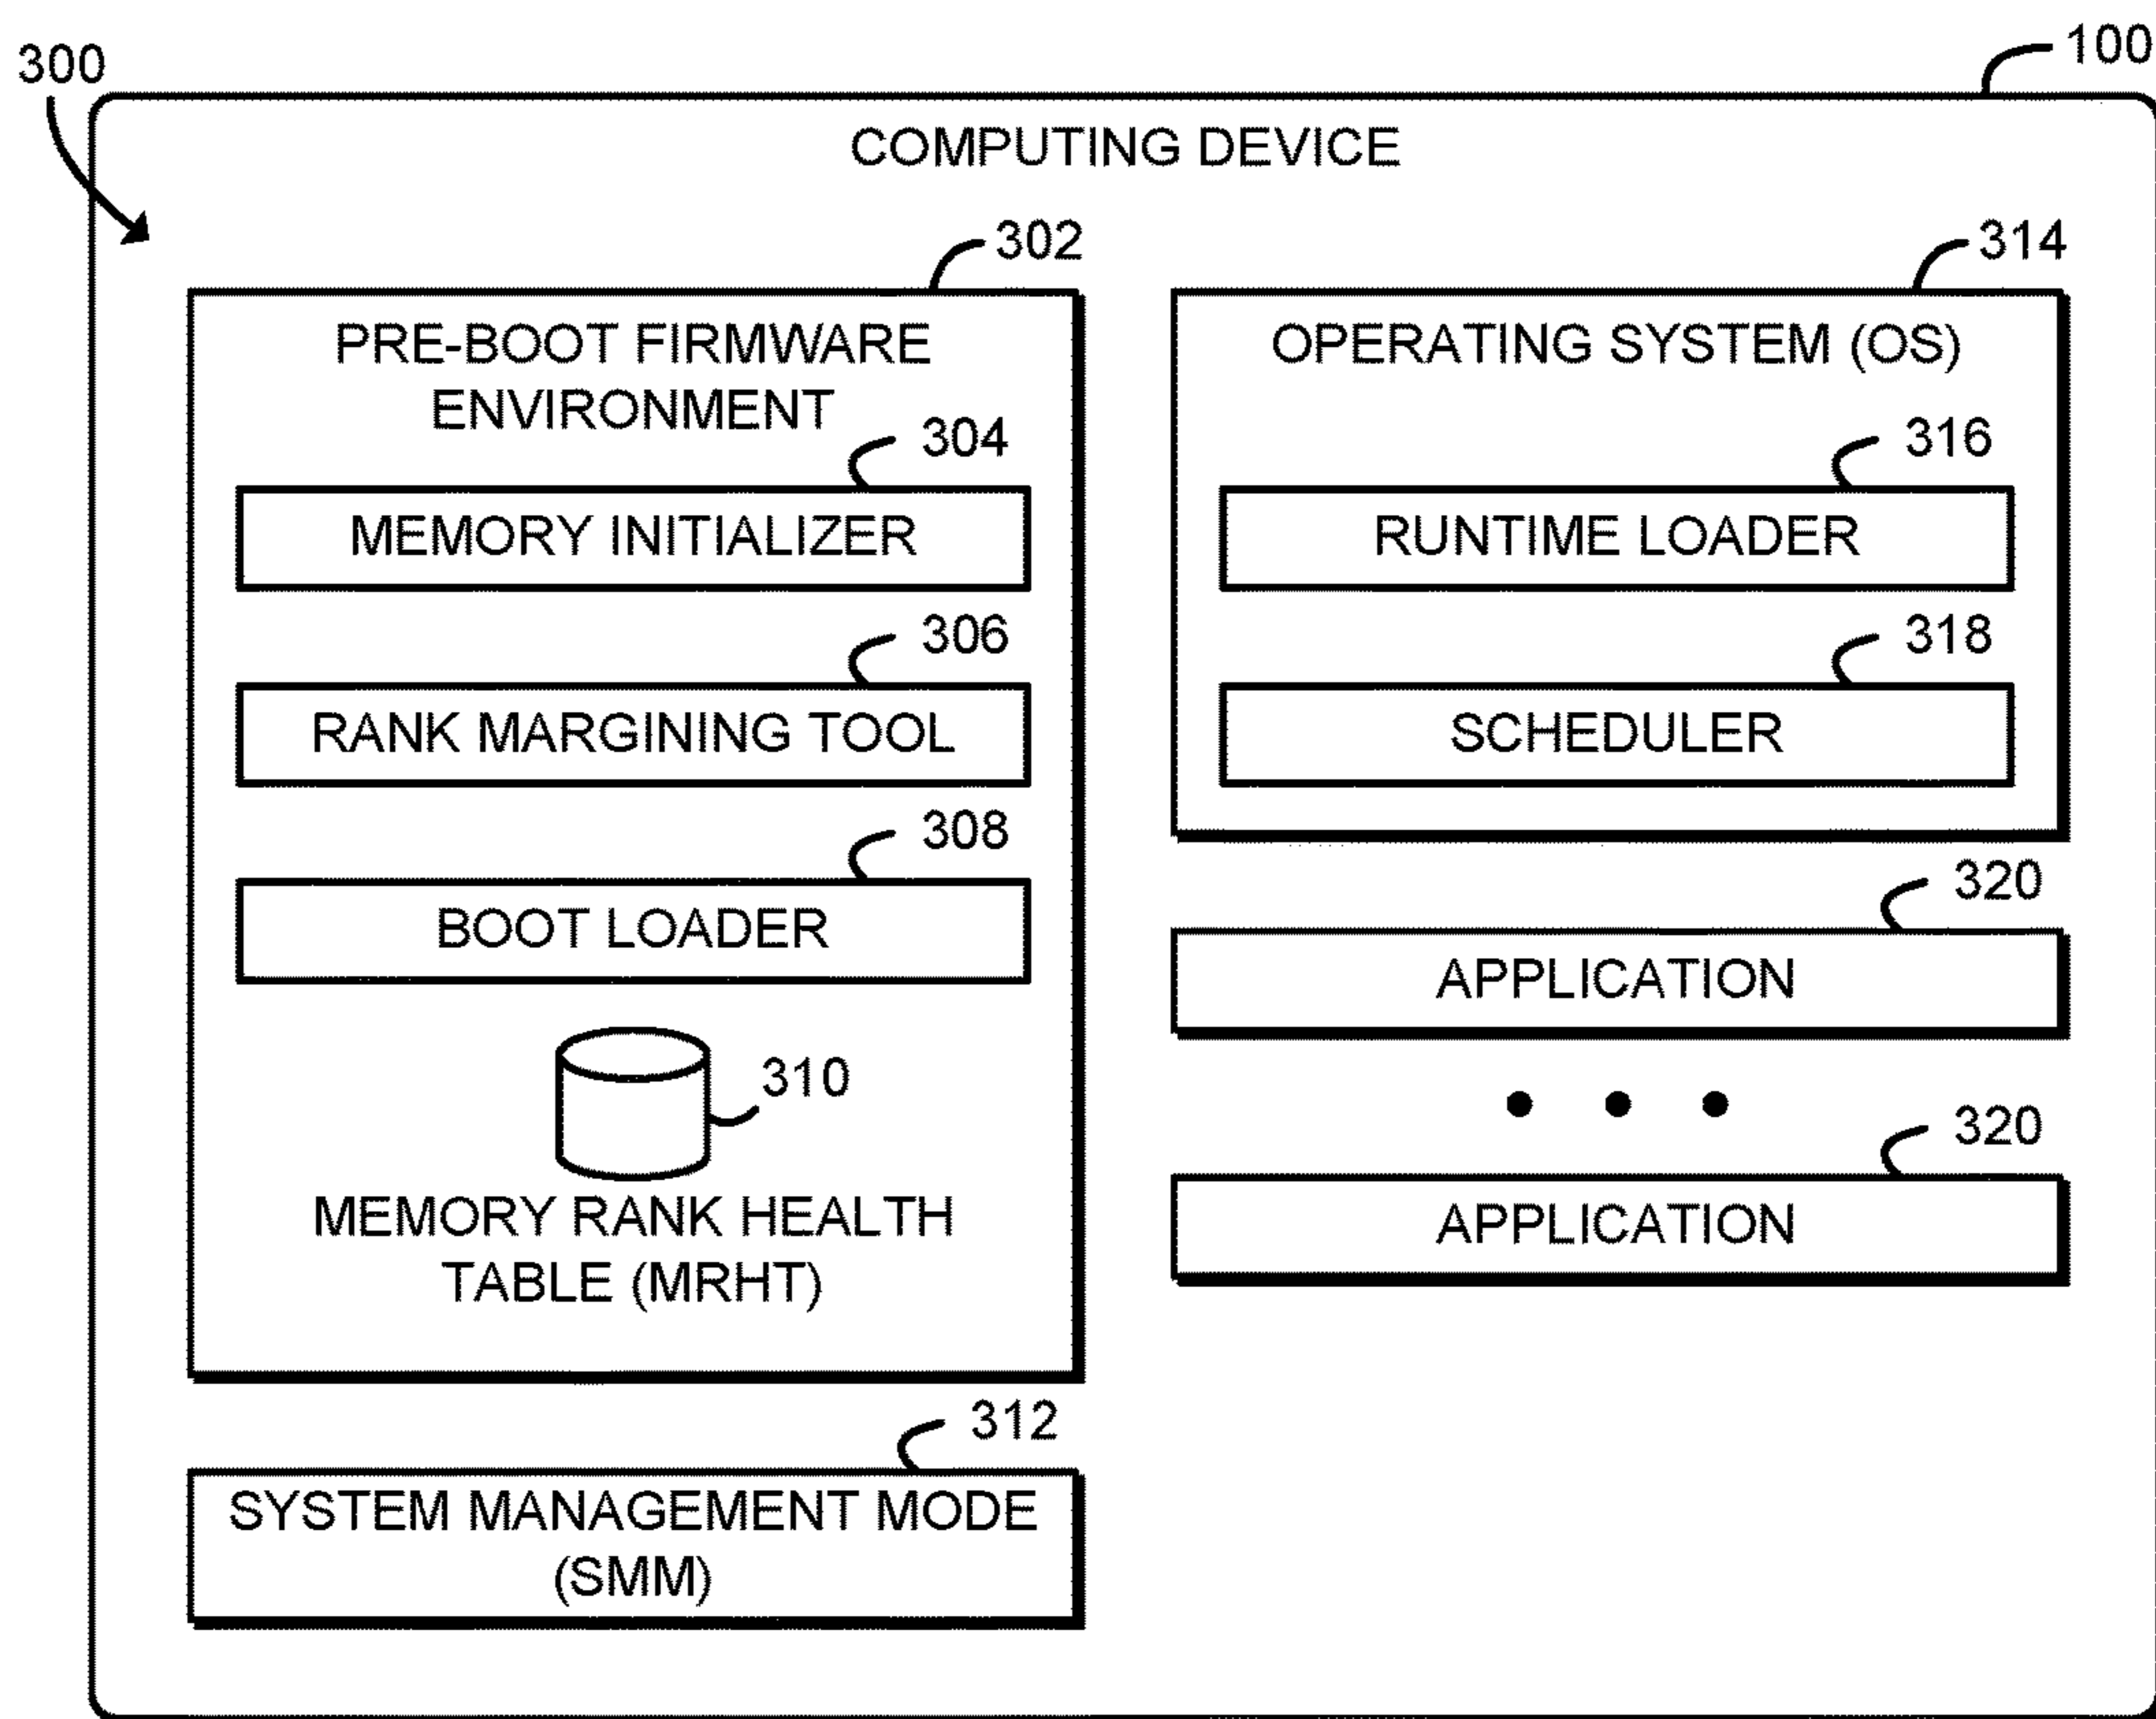 300
100
COMPUTING DEVICE
302
PRE-BOOT FIRMWARE
ENVIRONMENT
304
MEMORY INITIALIZER
306
RANK MARGINING TOOL
308
BOOT LOADER
310
MEMORY RANK HEALTH
TABLE (MRHT)
312
SYSTEM MANAGEMENT MODE
(SMM)
314
OPERATING SYSTEM (OS)
316
RUNTIME LOADER
318
SCHEDULER
320
APPLICATION
• • •
320
APPLICATION